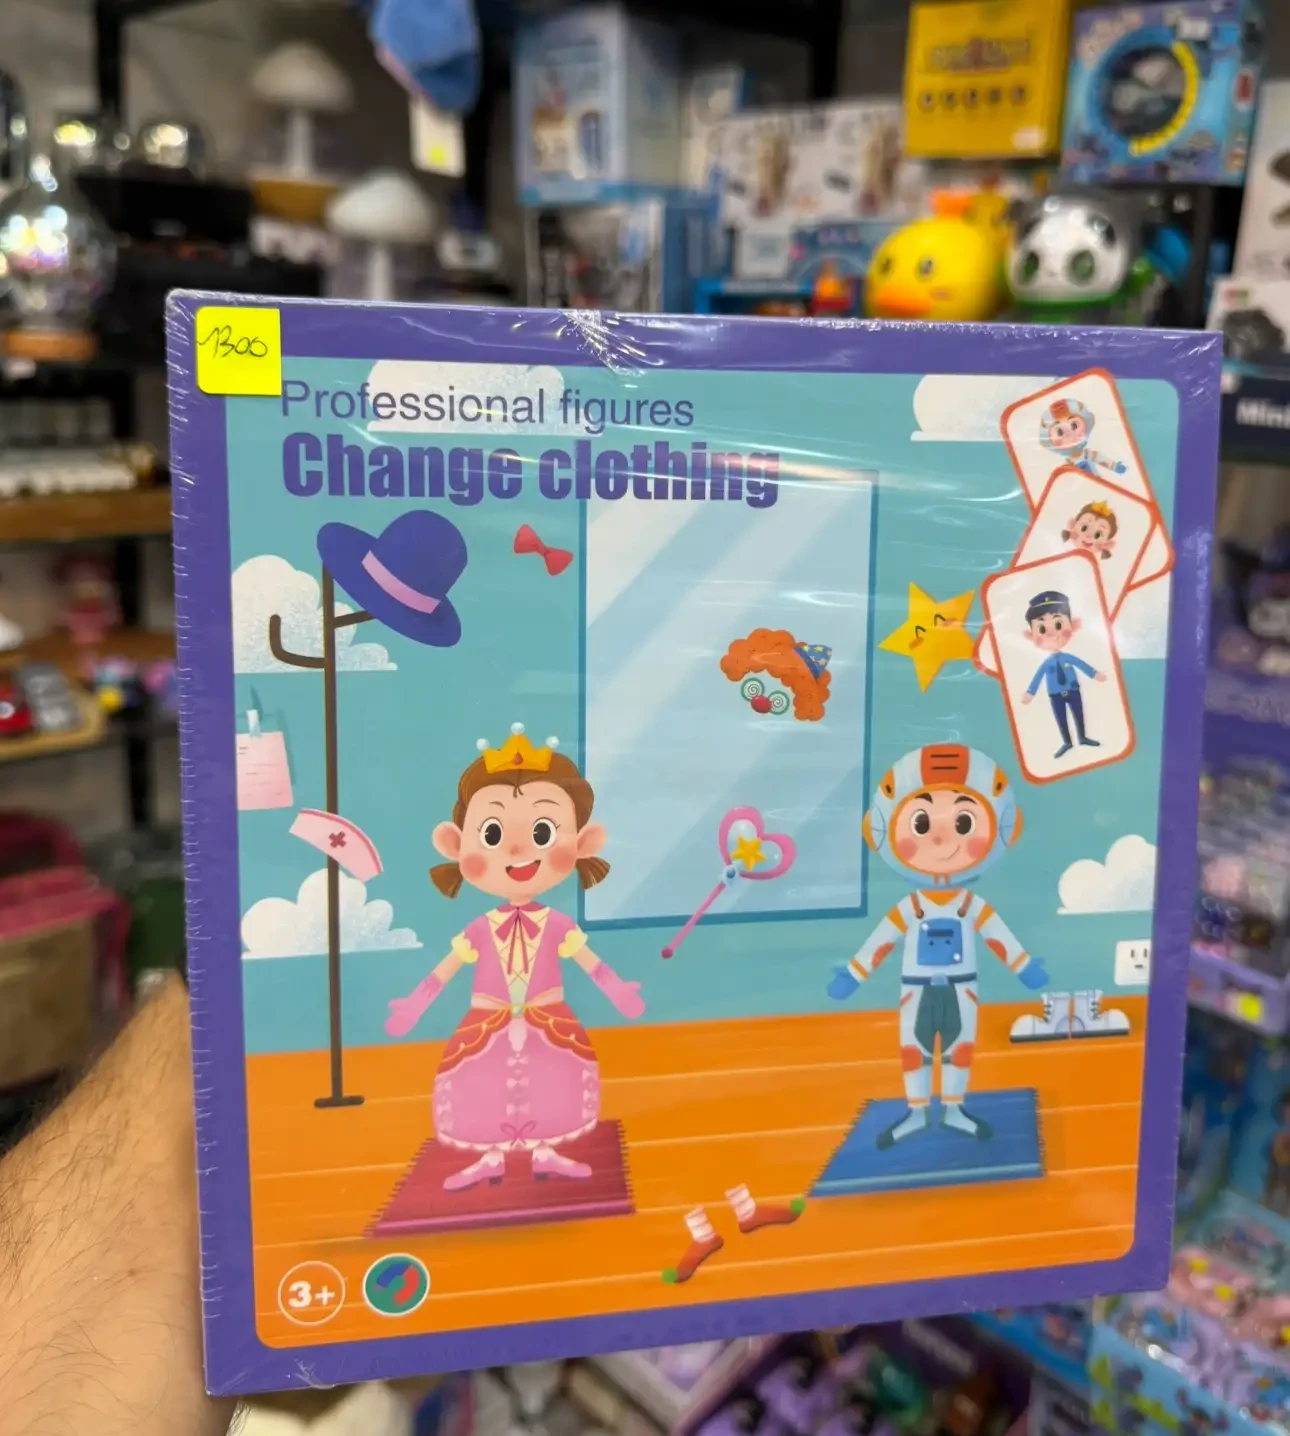 1300
Professional figures
Change clothing
3+